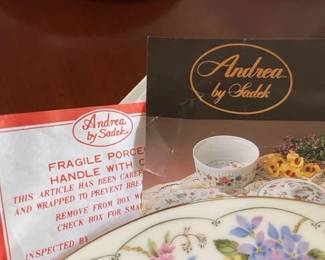 Andrea
by Sadek
Andrea
by Sadek
FRAGILE PORCE
HANDLE WITH C
THIS ARTICLE HAS BEEN CARE
AND WRAPPED TO PREVENT BRE
REMOVE FROM BOX W
CHECK BOX FOR SMA
INSPECTED BY